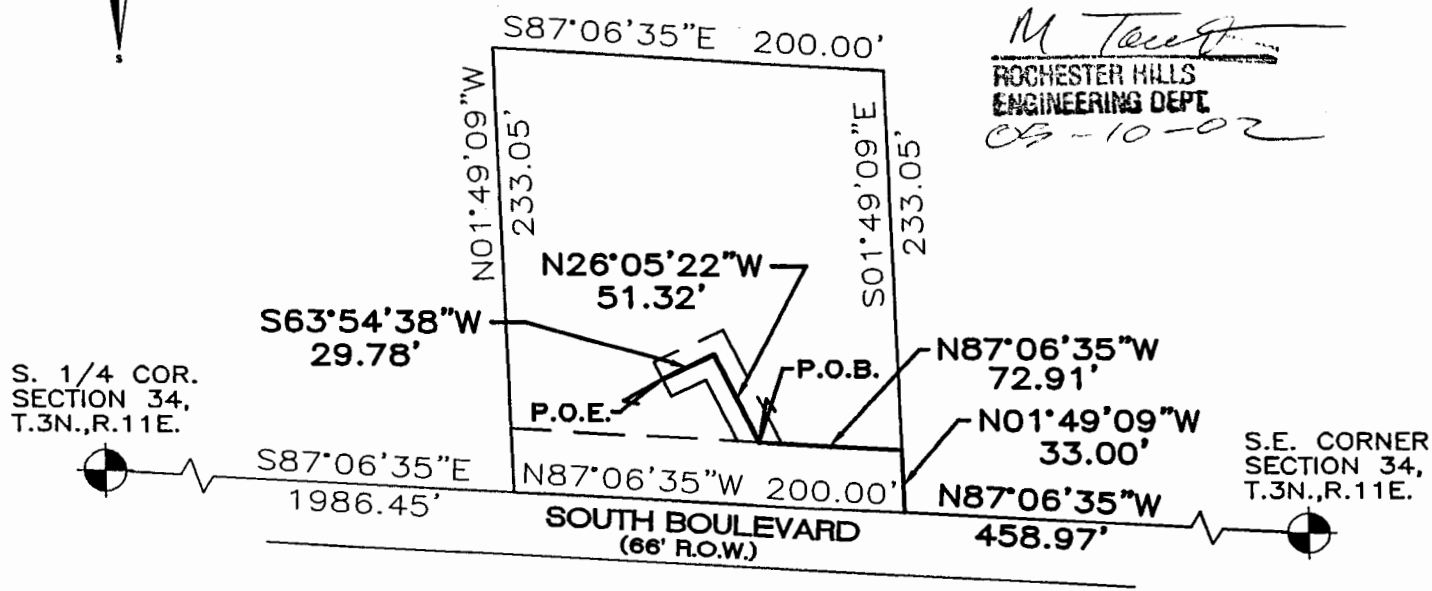 S
S87°06'35"E 200.00'
M
ROCHESTER HILLS
ENGINEERING DEPT.
-10-02
N01°49'09"W
233.05'
S01°49'09"E
233.05'
N26°05'22"W
51.32'
S63°54'38"W
29.78'
N87°06'35"W
72.91'
P.O.B.
P.O.E.
N01°49'09"W
33.00'
S. 1/4 COR.
SECTION 34,
T.3N.,R.11E.
S.E. CORNER
SECTION 34,
T.3N.,R.11E.
S87°06'35"E
1986.45'
N87°06'35"W 200.00'
N87°06'35"W
458.97'
SOUTH BOULEVARD
(66' R.O.W.)